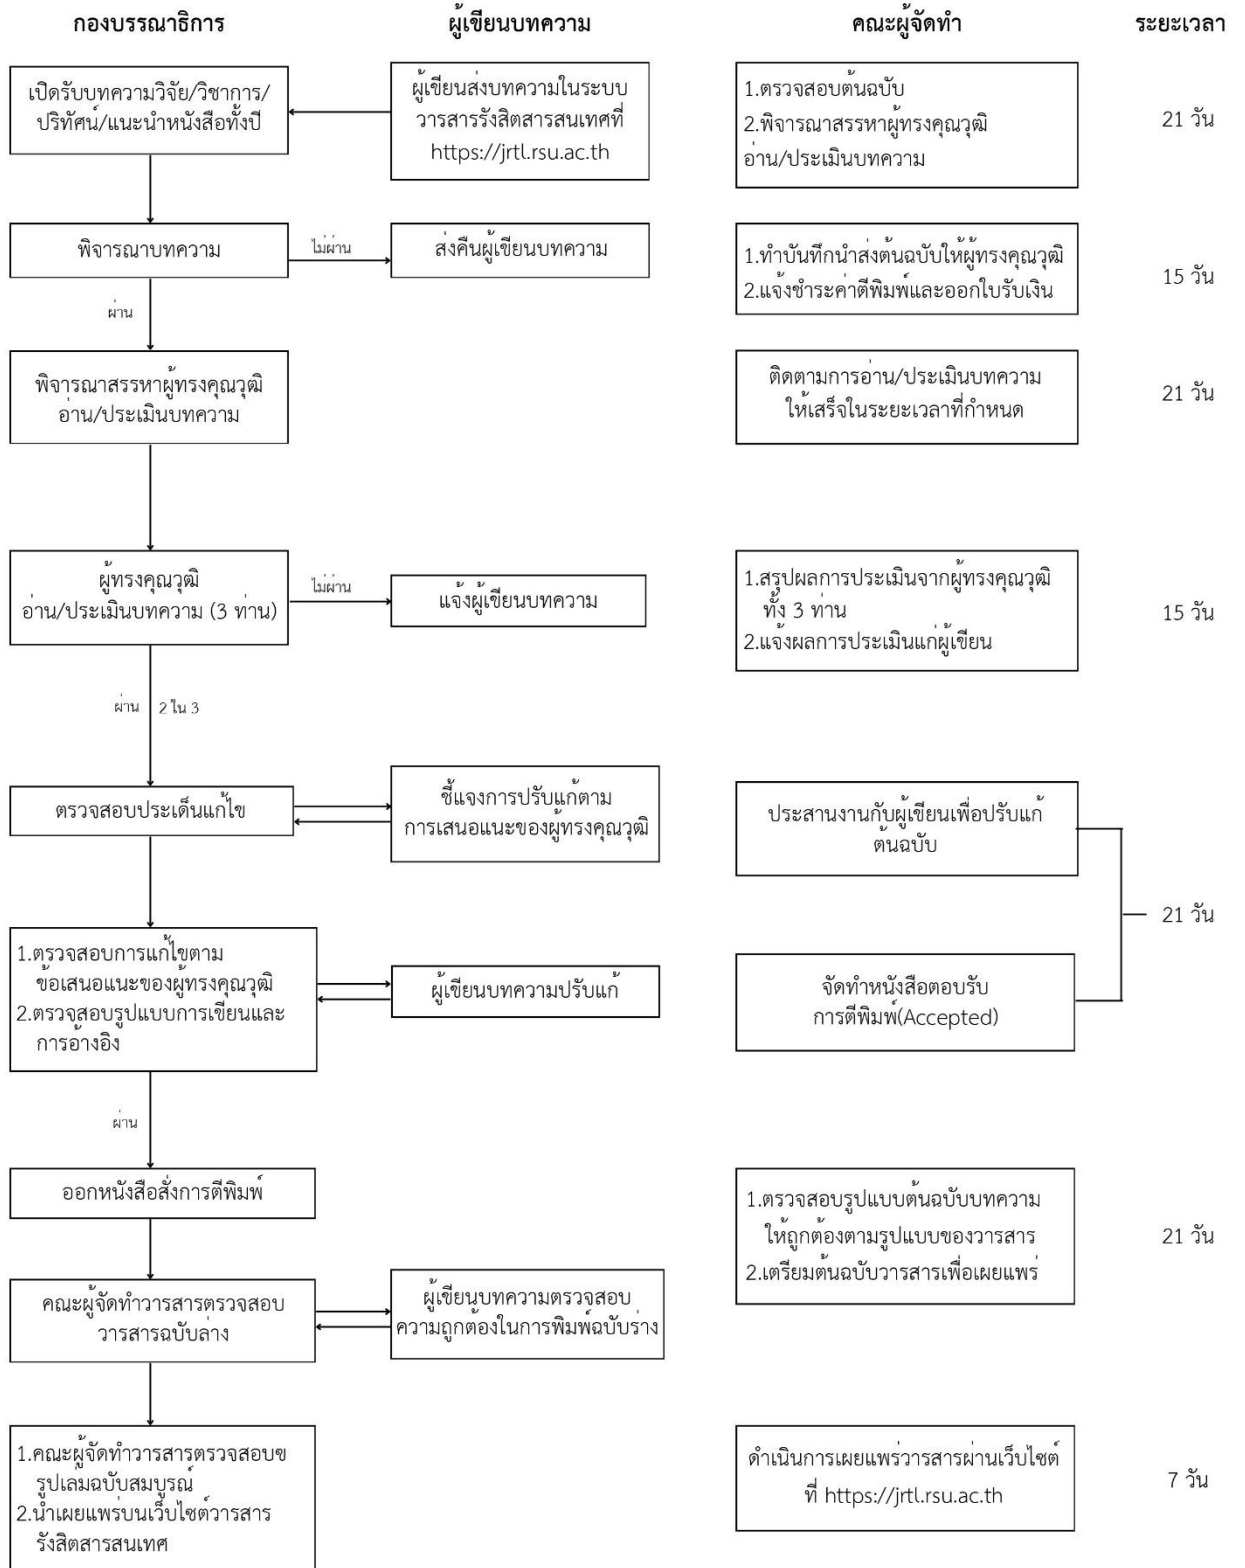 กองบรรณาธิการ
ผู้เขียนบทความ
คณะผู้จัดทำ
ระยะเวลา
เปิดรับบทความวิจัย/วิชาการ/
ปริทัศน์/แนะนำหนังสือทั้งปี
ผู้เขียนส่งบทความในระบบ
วารสารรังสิตสารสนเทศที่
https://jrtl.rsu.ac.th
1.ตรวจสอบต้นฉบับ
2.พิจารณาสรรหาผู้ทรงคุณวุฒิ
อ่าน/ประเมินบทความ
21 วัน
พิจารณาบทความ
ไม่ผ่าน
ส่งคืนผู้เขียนบทความ
1.ทำบันทึกนำส่งต้นฉบับให้ผู้ทรงคุณวุฒิ
2.แจ้งชำระค่าตีพิมพ์และออกใบรับเงิน
15 วัน
ผ่าน
พิจารณาสรรหาผู้ทรงคุณวุฒิ
อ่าน/ประเมินบทความ
ติดตามการอ่าน/ประเมินบทความ
ให้เสร็จในระยะเวลาที่กำหนด
21 วัน
ผู้ทรงคุณวุฒิ
อ่าน/ประเมินบทความ (3 ท่าน)
ไม่ผ่าน
แจ้งผู้เขียนบทความ
1.สรุปผลการประเมินจากผู้ทรงคุณวุฒิ
ทั้ง 3 ท่าน
2.แจ้งผลการประเมินแก่ผู้เขียน
15 วัน
ผ่าน 2 ใน 3
ตรวจสอบประเด็นแก้ไข
ชี้แจงการปรับแก้ตาม
การเสนอแนะของผู้ทรงคุณวุฒิ
ประสานงานกับผู้เขียนเพื่อปรับแก้
ต้นฉบับ
21 วัน
1.ตรวจสอบการแก้ไขตาม
ข้อเสนอแนะของผู้ทรงคุณวุฒิ
2.ตรวจสอบรูปแบบการเขียนและ
การอ้างอิง
ผู้เขียนบทความปรับแก้
จัดทำหนังสือตอบรับ
การตีพิมพ์(Accepted)
ผ่าน
ออกหนังสือสั่งการตีพิมพ์
1.ตรวจสอบรูปแบบต้นฉบับบทความ
ให้ถูกต้องตามรูปแบบของวารสาร
2.เตรียมต้นฉบับวารสารเพื่อเผยแพร่
21 วัน
คณะผู้จัดทำวารสารตรวจสอบ
วารสารฉบับล่าง
ผู้เขียนบทความตรวจสอบ
ความถูกต้องในการพิมพ์ฉบับร่าง
1.คณะผู้จัดทำวารสารตรวจสอบข
รูปเล่มฉบับสมบูรณ์
2.นำเผยแพร่บนเว็บไซต์วารสาร
รังสิตสารสนเทศ
ดำเนินการเผยแพร่วารสารผ่านเว็บไซต์
ที่ https://jrtl.rsu.ac.th
7 วัน